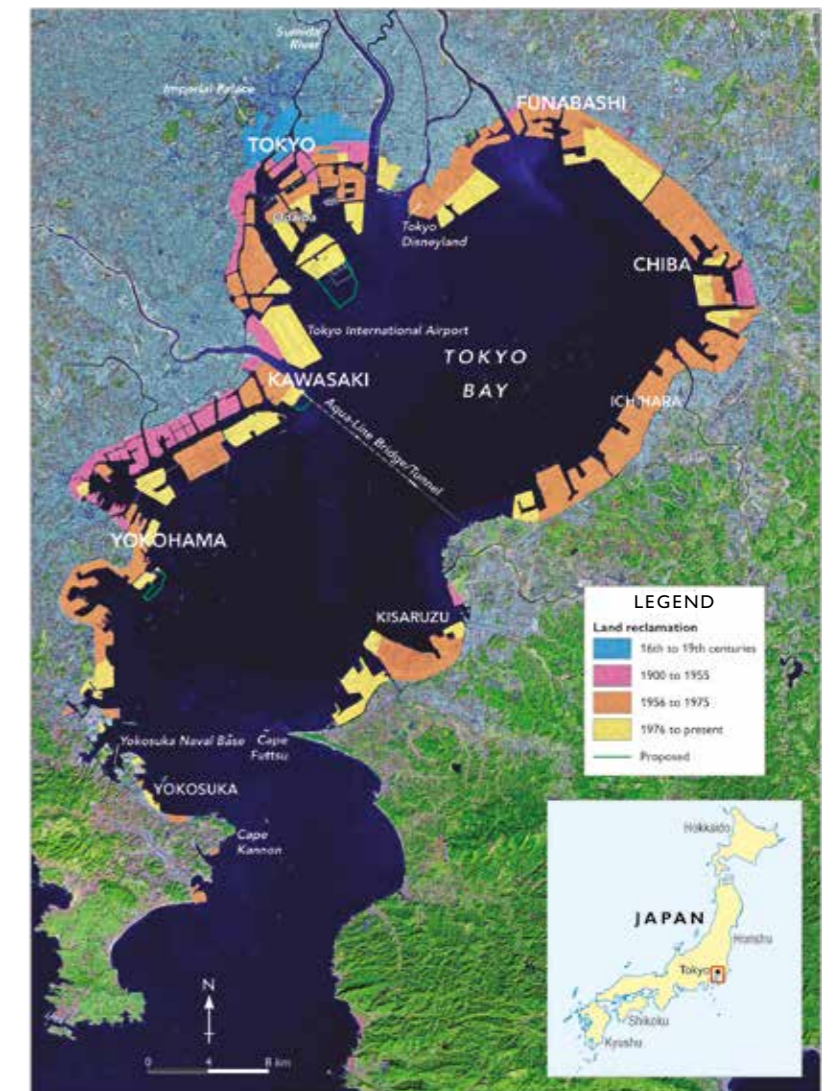 Sumida
River
Imperial Palace
FUNABASHI
TOKYO
Odaiba
Tokyo
Disneyland
CHIBA
Tokyo International Airport
TOKYO
BAY
KAWASAKI
ICHIHARA
Aqua-Line Bridge/Tunnel
YOKOHAMA
KISARUZU
LEGEND
Land reclamation
16th to 19th centuries
1900 to 1955
1956 to 1975
1976 to present
Proposed
Yokosuka Naval Base
Cape
Futtsu
YOKOSUKA
Cape
Kannon
N
0 4 8 km
Hokkaido
JAPAN
Honshu
Tokyo
Shikoku
Kyushu